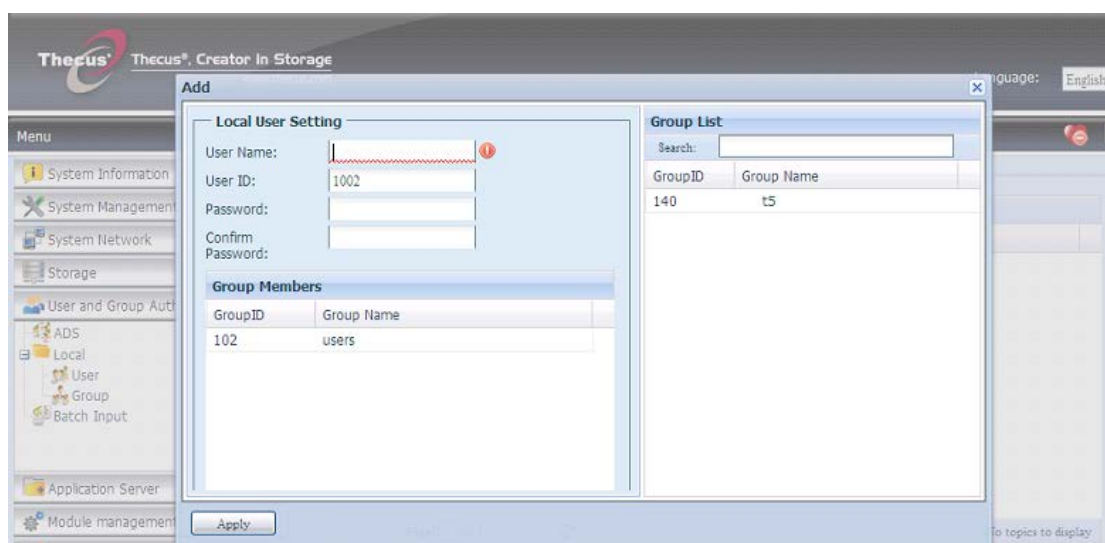 Thecus®
Thecus®, Creator in Storage
nguage:
English
Add
Local User Setting
User Name:
User ID:
1002
Password:
Confirm
Password:
Group Members
GroupID
Group Name
102
users
Group List
Search:
GroupID
Group Name
140
t5
Menu
System Information
System Management
System Network
Storage
User and Group Auth
ADS
Local
User
Group
Batch Input
Application Server
Module management
Apply
To topics to display